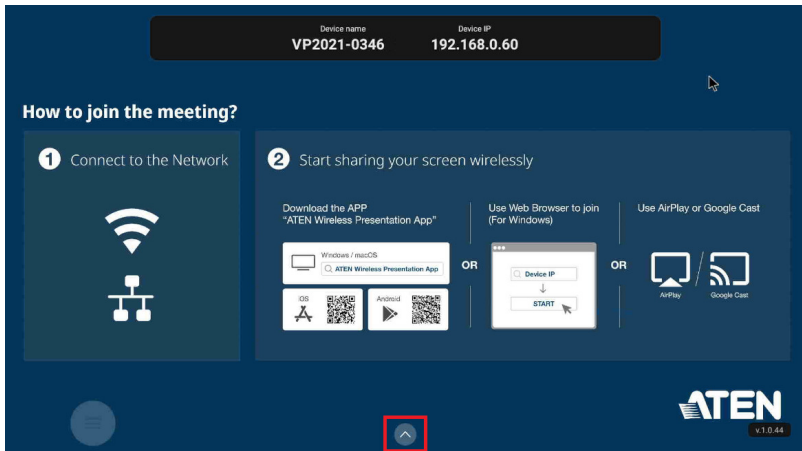 Device name
VP2021-0346
Device IP
192.168.0.60
How to join the meeting?
1 Connect to the Network
2 Start sharing your screen wirelessly
Download the APP
"ATEN Wireless Presentation App"
Windows / macOS
ATEN Wireless Presentation App
iOS
Android
OR
Use Web Browser to join
(For Windows)
Device IP
START
OR
Use AirPlay or Google Cast
AirPlay
Google Cast
ATEN
v.1.0.44